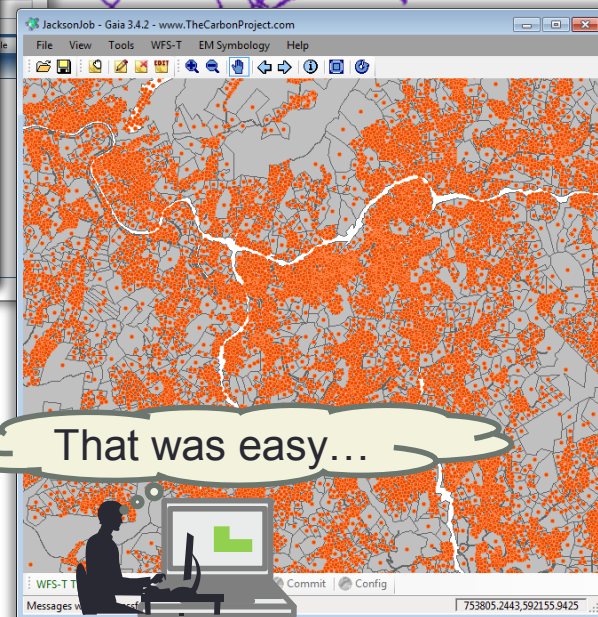 JacksonJob - Gaia 3.4.2 - www.TheCarbonProject.com
File View Tools WFS-T EM Symbology Help
EDIT
That was easy...
WFS-T Commit Config
Messages 753805.2443,592155.9425